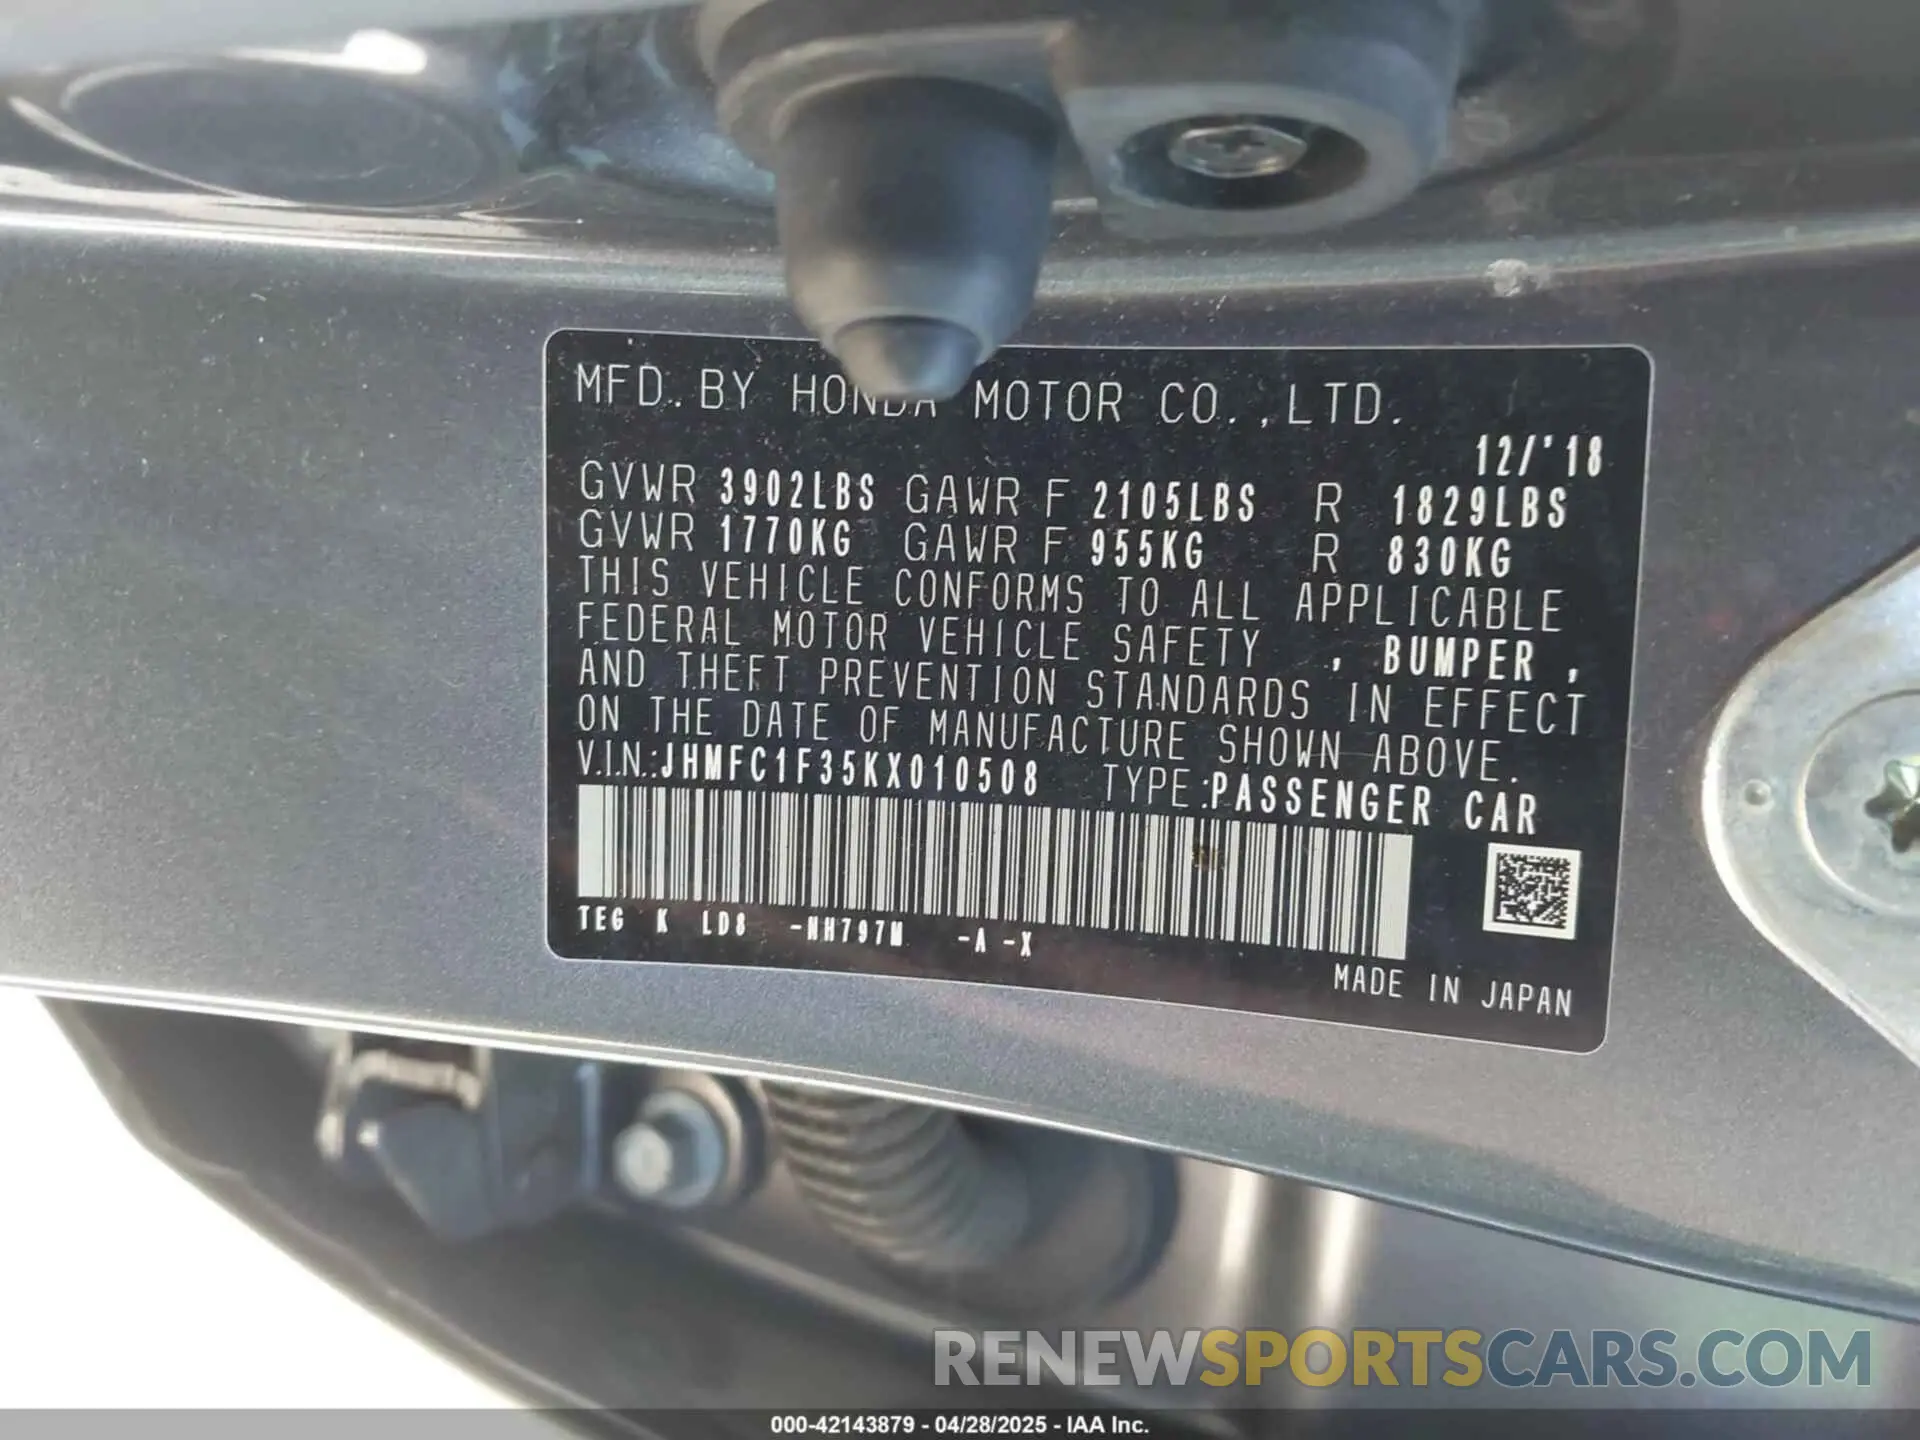 MFD. BY HONDA MOTOR CO., LTD.
12/'18
GVWR 3902LBS GAWR F 2105LBS R 1829LBS
GVWR 1770KG GAWR F 955KG R 830KG
THIS VEHICLE CONFORMS TO ALL APPLICABLE
FEDERAL MOTOR VEHICLE SAFETY , BUMPER ,
AND THEFT PREVENTION STANDARDS IN EFFECT
ON THE DATE OF MANUFACTURE SHOWN ABOVE.
V.I.N.:JHMFC1F35KX010508 TYPE:PASSENGER CAR
TEG K LD8 -NH797M -A -X
MADE IN JAPAN
RENEWSPORTSCARS.COM
000-42143879 - 04/28/2025 - IAA Inc.